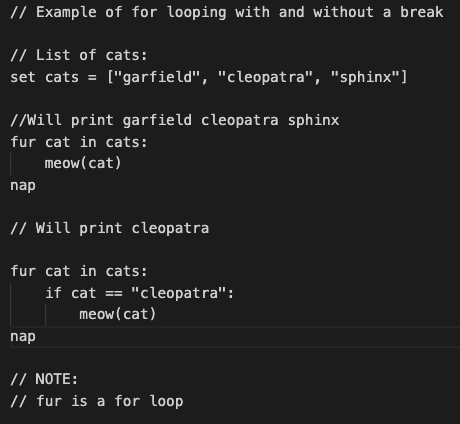 // Example of for looping with and without a break
// List of cats:
set cats = ["garfield", "cleopatra", "sphinx"]
//Will print garfield cleopatra sphinx
fur cat in cats:
    meow(cat)
nap
// Will print cleopatra
fur cat in cats:
    if cat == "cleopatra":
        meow(cat)
nap
// NOTE:
// fur is a for loop